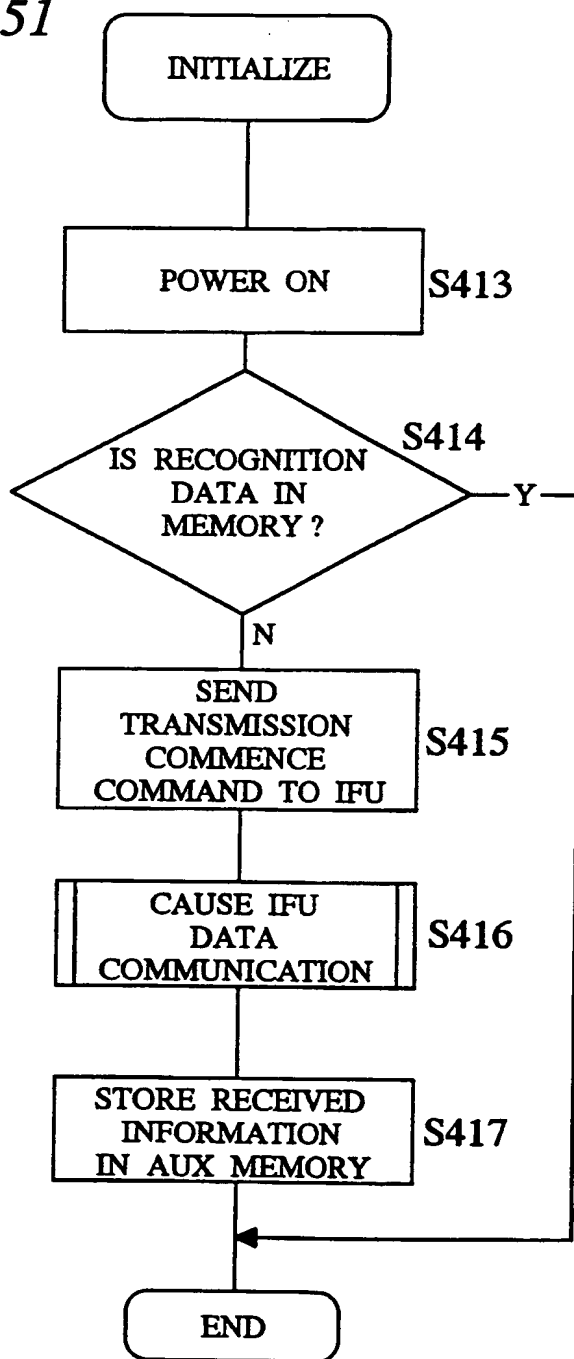 51
INITIALIZE
POWER ON
S413
S414
IS RECOGNITION
DATA IN
MEMORY ?
Y
N
SEND
TRANSMISSION
COMMENCE
COMMAND TO IFU
S415
CAUSE IFU
DATA
COMMUNICATION
S416
STORE RECEIVED
INFORMATION
IN AUX MEMORY
S417
END